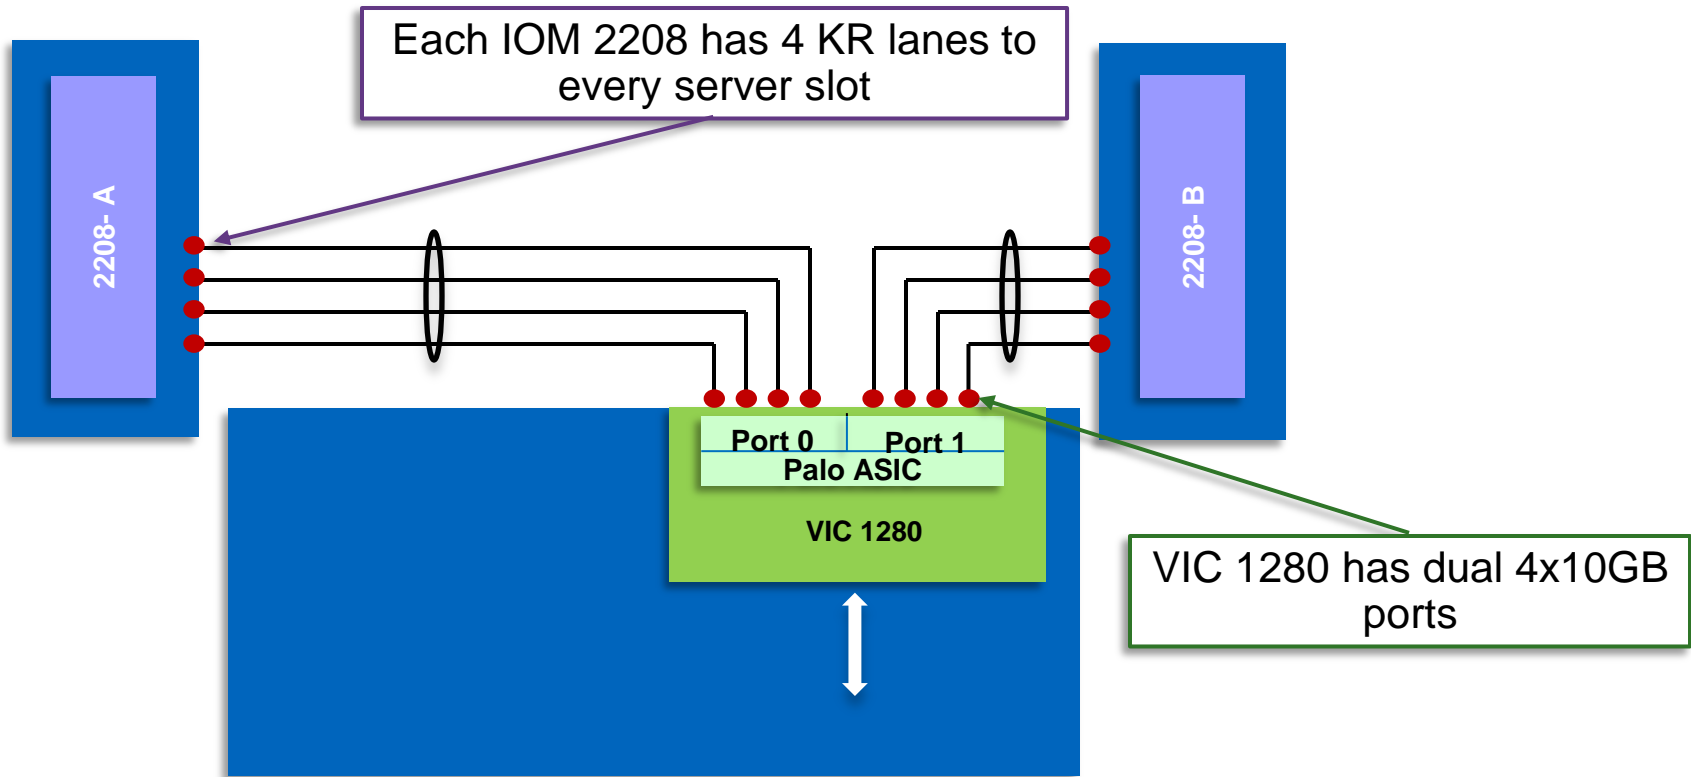 Each IOM 2208 has 4 KR lanes to
every server slot
2208- A
2208- B
Port 0
Port 1
Palo ASIC
VIC 1280
VIC 1280 has dual 4x10GB
ports